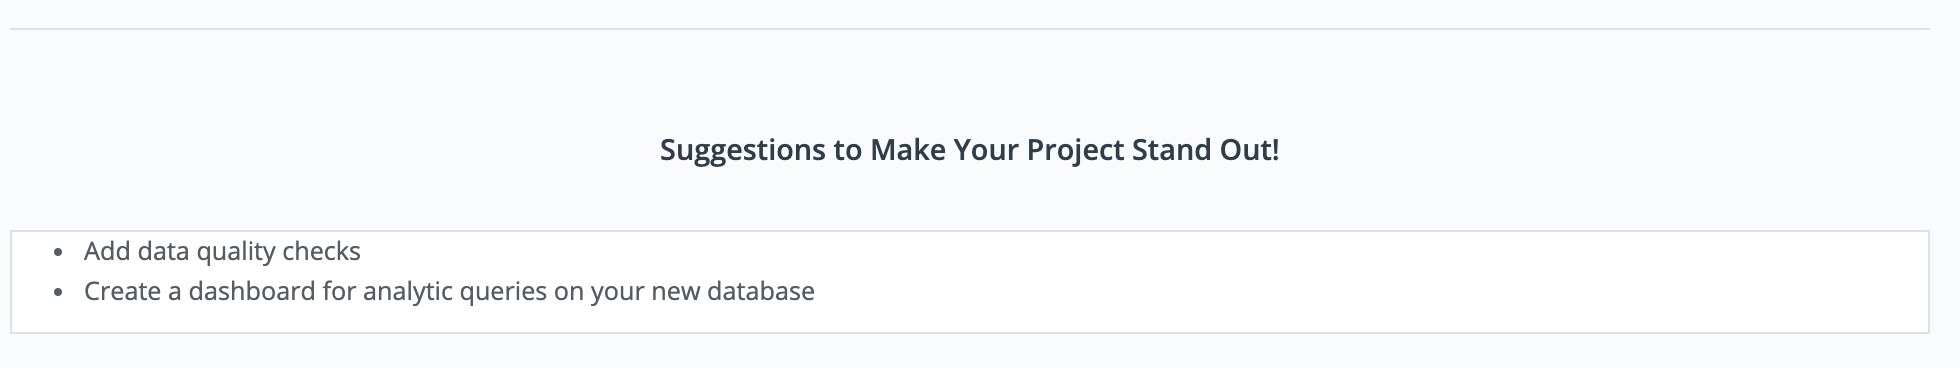 Suggestions to Make Your Project Stand Out!
• Add data quality checks
• Create a dashboard for analytic queries on your new database